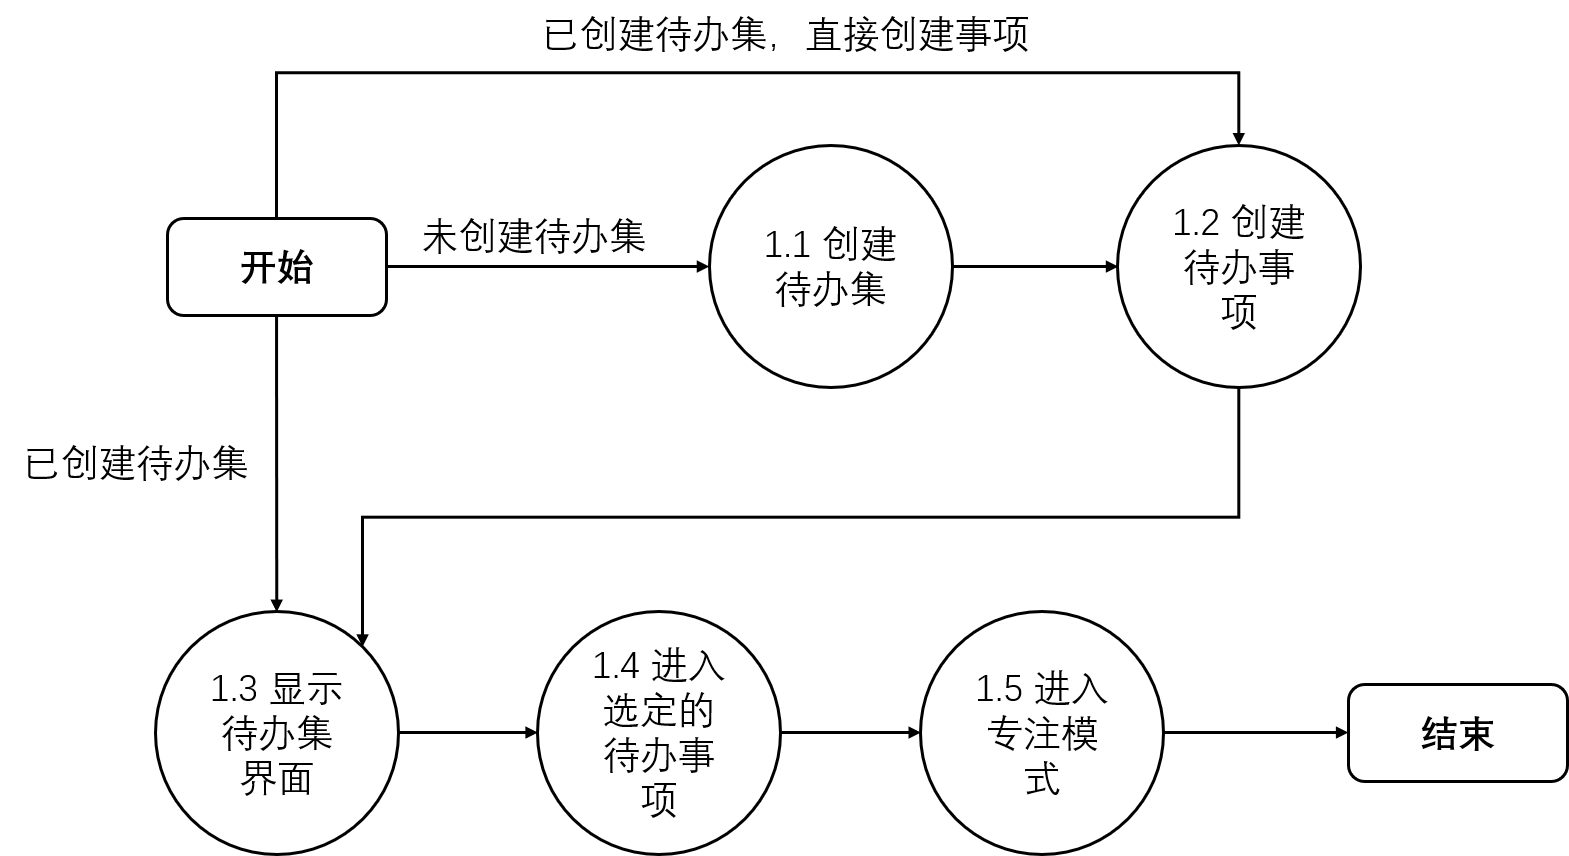 已创建待办集，直接创建事项
开始
未创建待办集
1.1 创建
待办集
1.2 创建
待办事
项
已创建待办集
1.3 显示
待办集
界面
1.4 进入
选定的
待办事
项
1.5 进入
专注模
式
结束